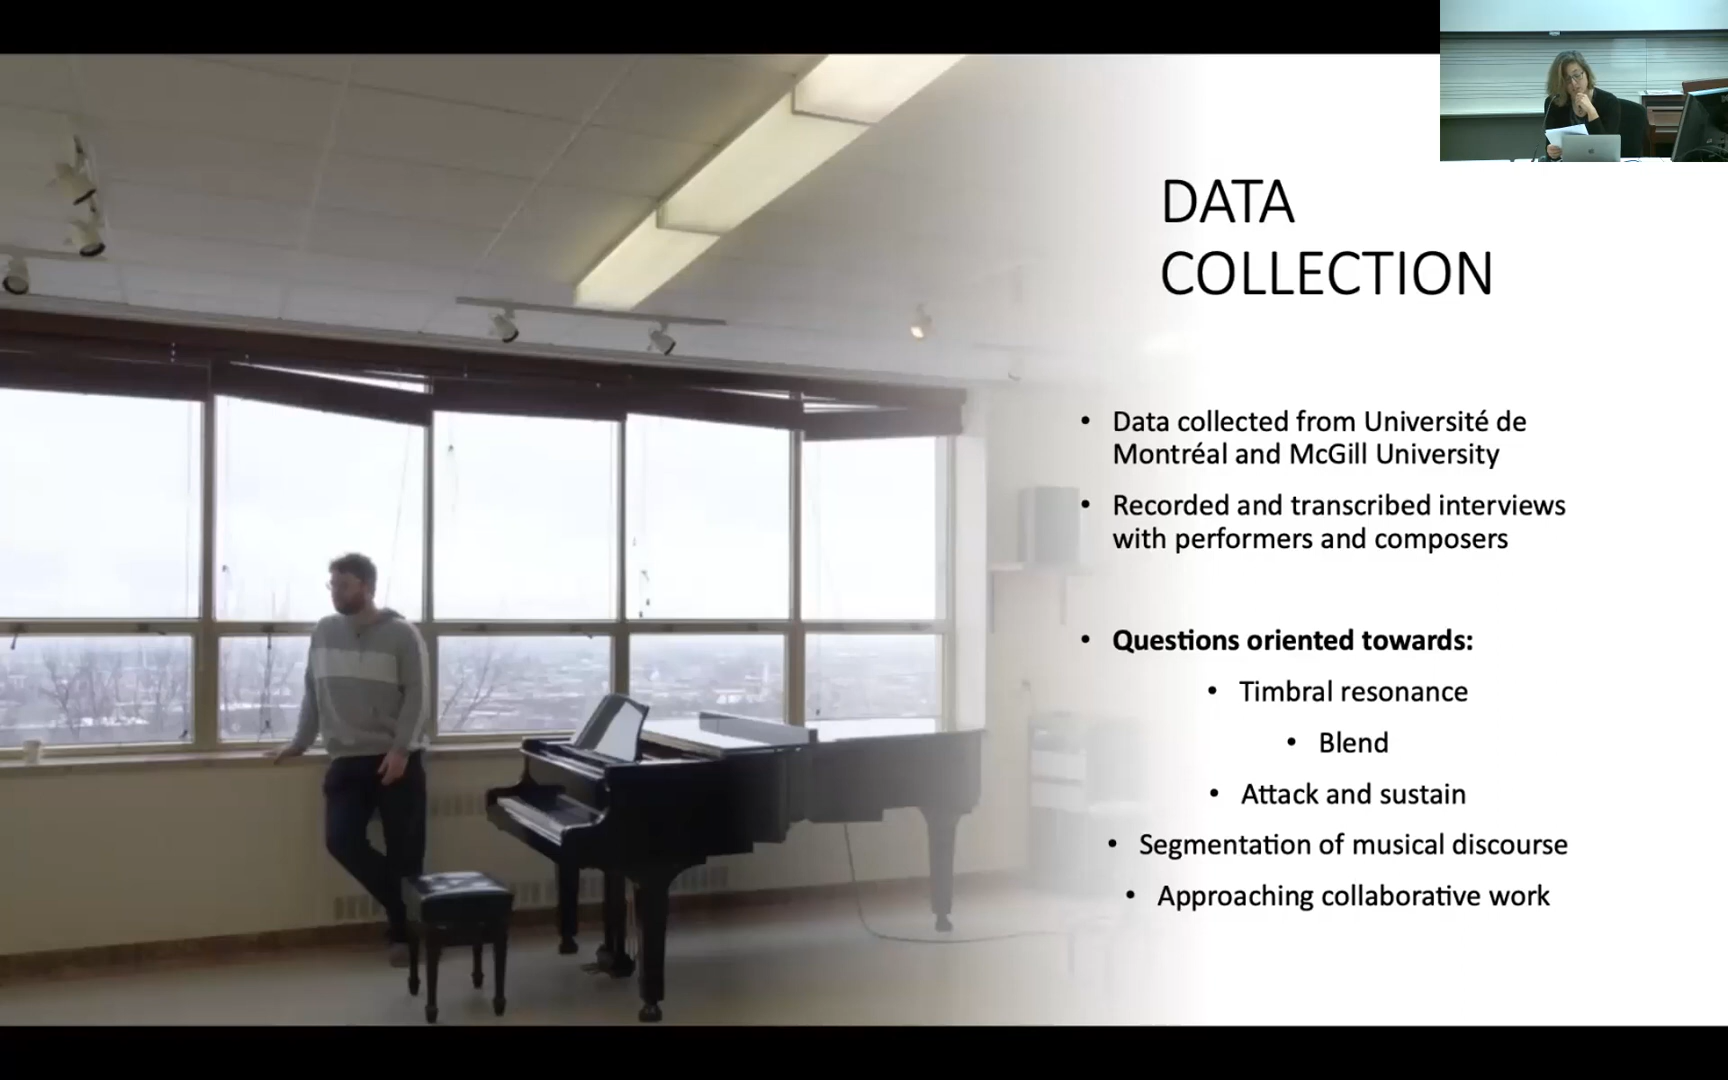 DATA
COLLECTION
• Data collected from Université de
Montréal and McGill University
• Recorded and transcribed interviews
with performers and composers
• Questions oriented towards:
• Timbral resonance
• Blend
• Attack and sustain
• Segmentation of musical discourse
• Approaching collaborative work